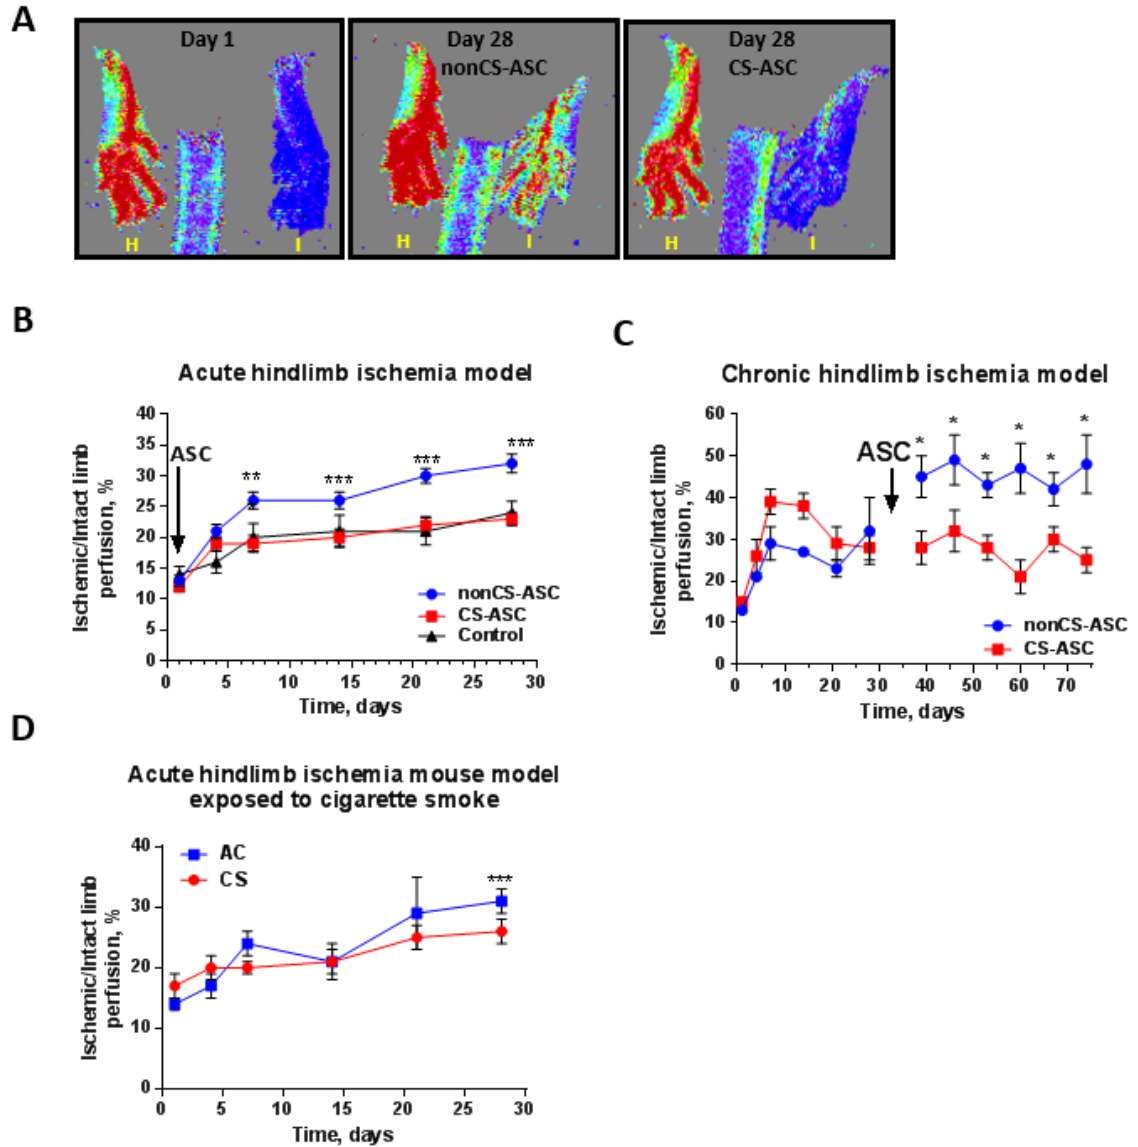 A
Day 1
H
I
Day 28
nonCS-ASC
H
I
Day 28
CS-ASC
H
I
B
Acute hindlimb ischemia model
Ischemic/Intact limb
perfusion, %
40
35
30
25
20
15
10
5
0
ASC
**
***
***
***
nonCS-ASC
CS-ASC
Control
0
5
10
15
20
25
30
Time, days
C
Chronic hindlimb ischemia model
Ischemic/Intact limb
perfusion, %
60
50
40
30
20
10
0
ASC
*
*
*
*
*
*
nonCS-ASC
CS-ASC
0
10
20
30
40
50
60
70
Time, days
D
Acute hindlimb ischemia mouse model
exposed to cigarette smoke
Ischemic/Intact limb
perfusion, %
40
30
20
10
0
AC
CS
***
0
5
10
15
20
25
30
Time, days